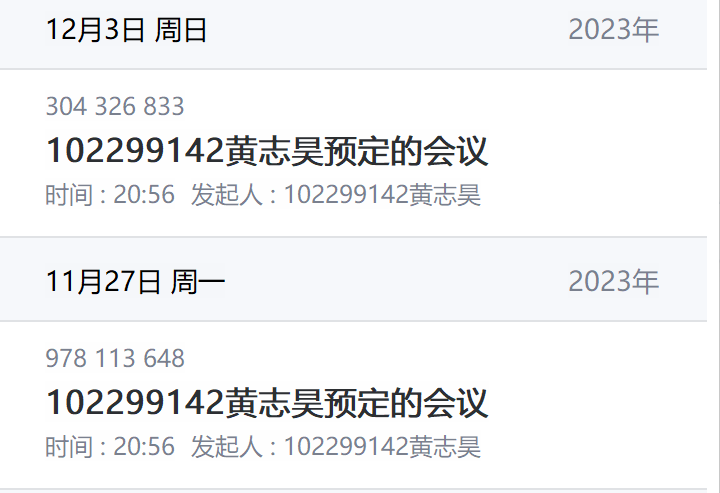 12月3日 周日 2023年
304 326 833
102299142黄志昊预定的会议
时间 : 20:56 发起人 : 102299142黄志昊
11月27日 周一 2023年
978 113 648
102299142黄志昊预定的会议
时间 : 20:56 发起人 : 102299142黄志昊